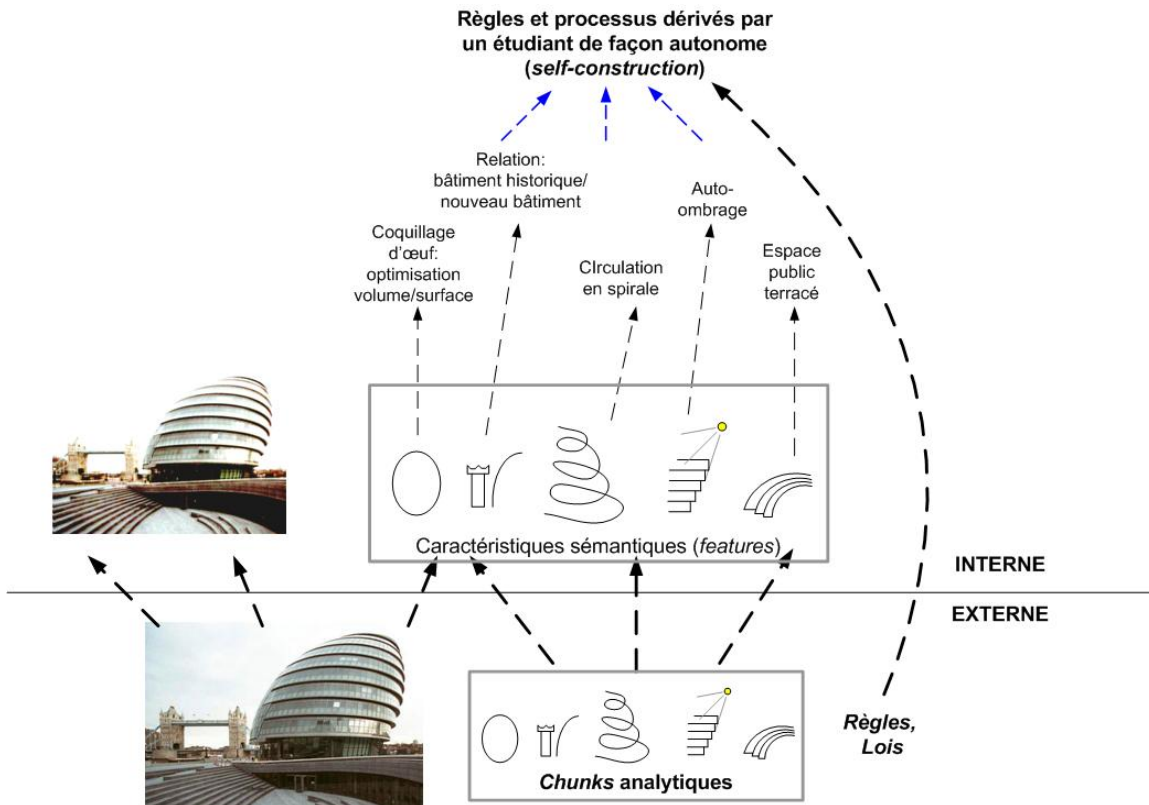 Règles et processus dérivés par
un étudiant de façon autonome
(self-construction)
Relation:
bâtiment historique/
nouveau bâtiment
Auto-
ombrage
Coquillage
d'œuf:
optimisation
volume/surface
CIrculation
en spirale
Espace
public
terracé
Caractéristiques sémantiques (features)
INTERNE
EXTERNE
Règles,
Lois
Chunks analytiques